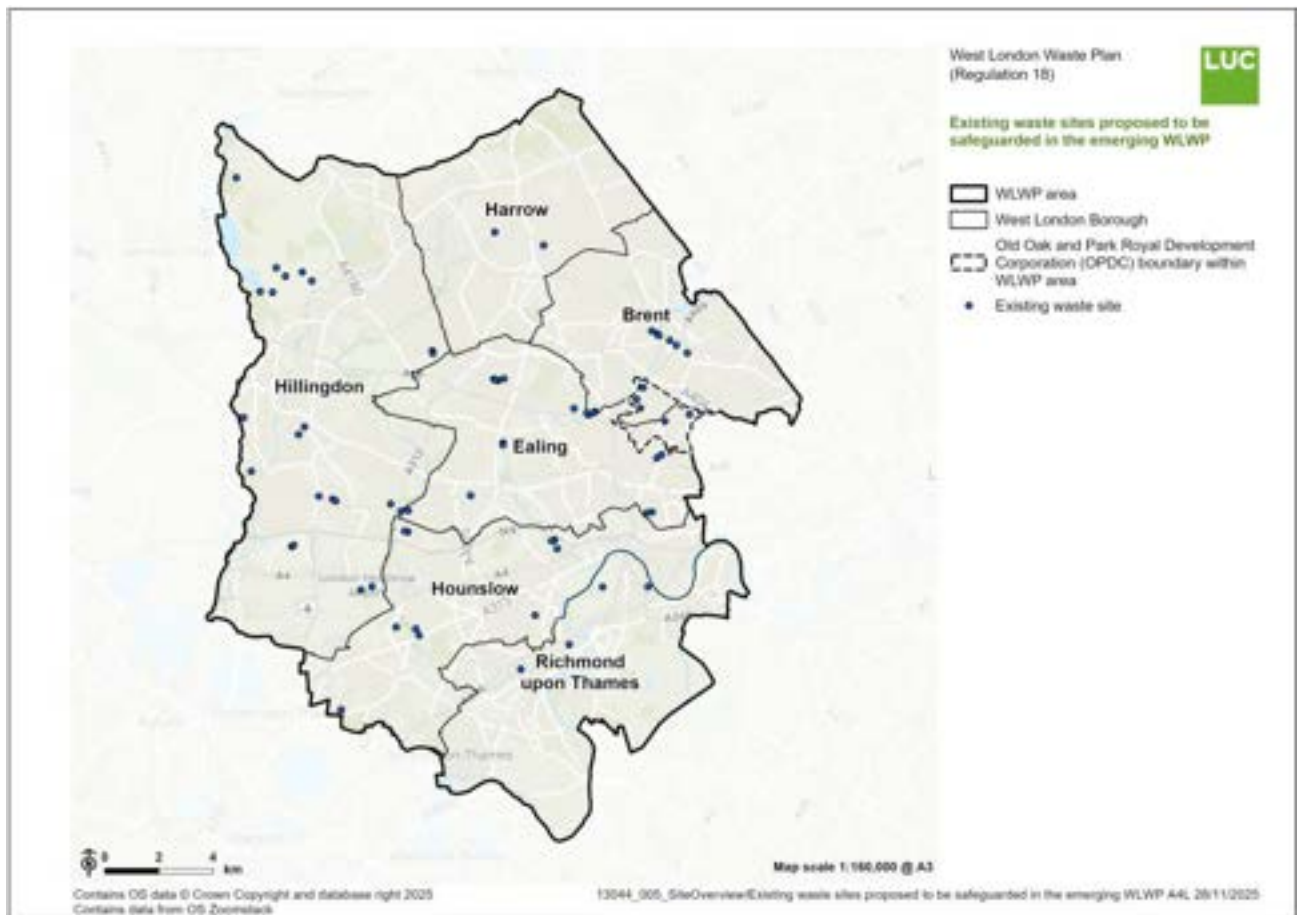 West London Waste Plan
(Regulation 18)
LUC
Existing waste sites proposed to be
safeguarded in the emerging WLWP
WLWP area
West London Borough
Old Oak and Park Royal Development
Corporation (OPDC) boundary within
WLWP area
Existing waste site
Harrow
Brent
Hillingdon
Ealing
Hounslow
Richmond
upon Thames
A4180
A312
A4
A4
0 2 4
km
Map scale 1:160,000 @ A3
Contains OS data © Crown Copyright and database right 2025
Contains data from OS Zoomstack
13044_005_SiteOverview/Existing waste sites proposed to be safeguarded in the emerging WLWP A4L 28/11/2025